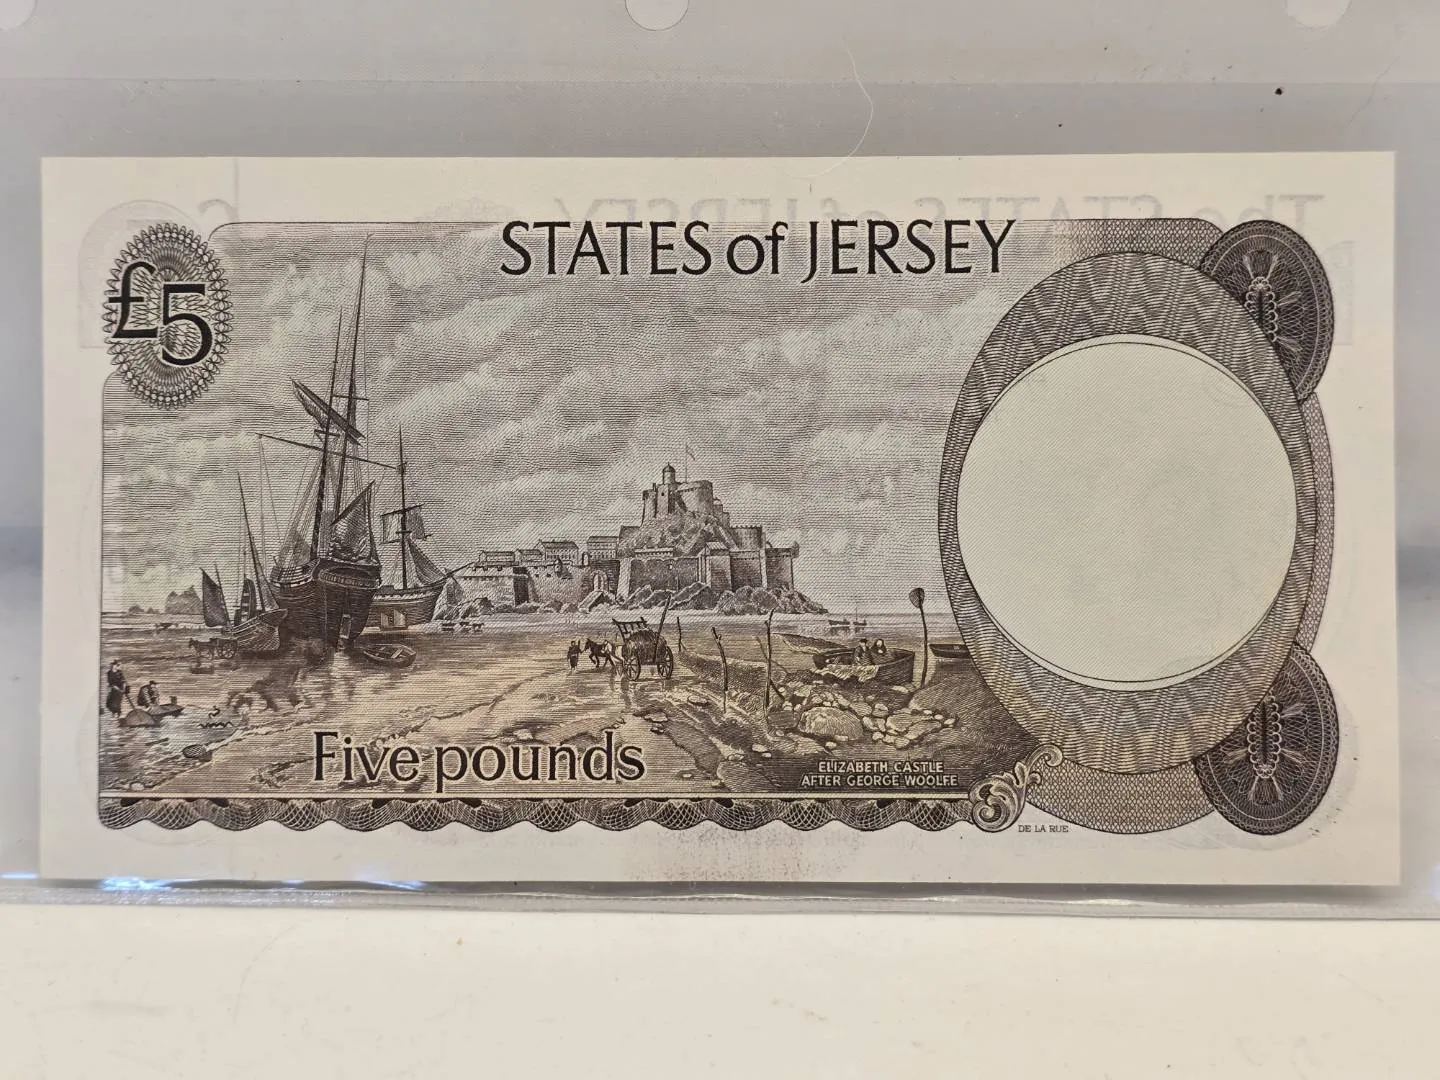 STATES of JERSEY
£5
Five pounds
ELIZABETH CASTLE
AFTER GEORGE WOOLFE
DE LA RUE